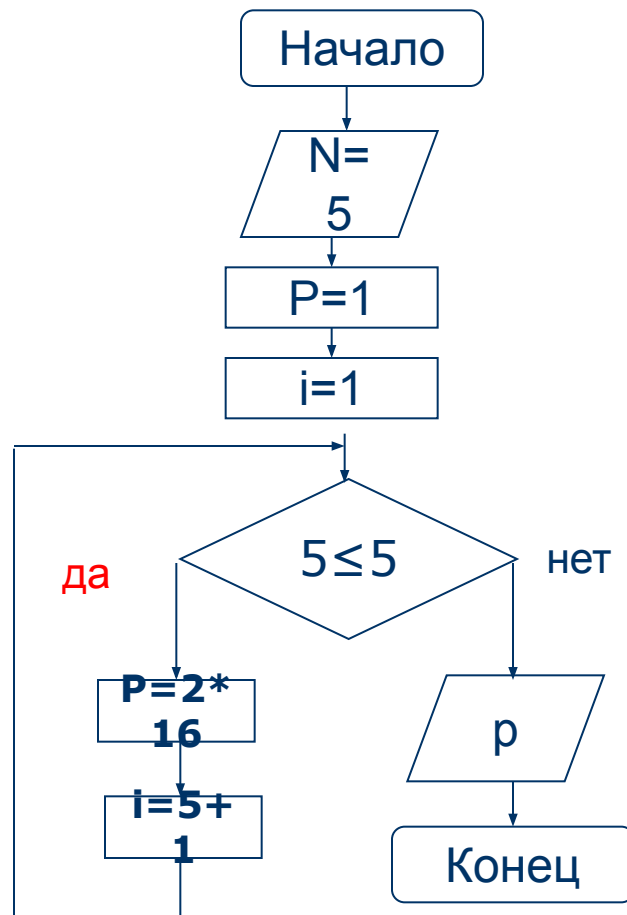 Начало
N=
5
P=1
i=1
5≤5
да
нет
P=2*
16
p
i=5+
1
Конец